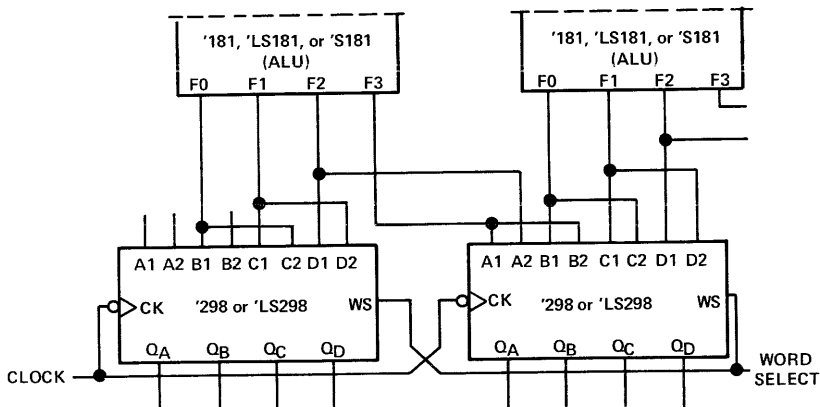 '181, 'LS181, or 'S181
(ALU)
F0 F1 F2 F3
'181, 'LS181, or 'S181
(ALU)
F0 F1 F2 F3
A1 A2 B1 B2 C1 C2 D1 D2
CK '298 or 'LS298 WS
QA QB QC QD
A1 A2 B1 B2 C1 C2 D1 D2
CK '298 or 'LS298 WS
QA QB QC QD
CLOCK
WORD
SELECT